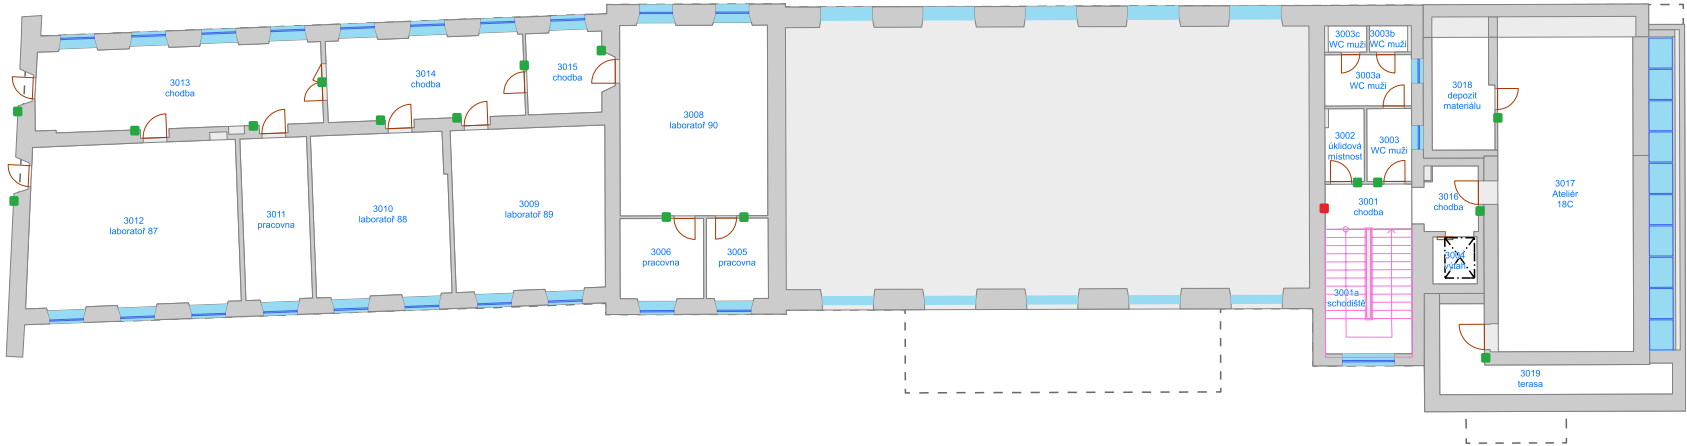 3013
chodba
3014
chodba
3015
chodba
3008
laboratoř 90
3003c
WC muži
3003b
WC muži
3003a
WC muži
3018
depozit
materiálu
3002
úklidová
místnost
3003
WC muži
3012
laboratoř 87
3011
pracovna
3010
laboratoř 88
3009
laboratoř 89
3006
pracovna
3005
pracovna
3001
chodba
3016
chodba
3017
Ateliér
18C
3004
výtah
3001a
schodiště
3019
terasa